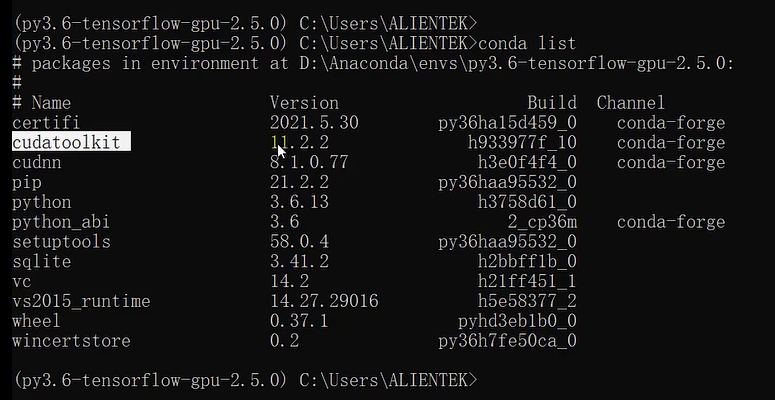 (py3.6-tensorflow-gpu-2.5.0) C:\Users\ALIENTEK>
(py3.6-tensorflow-gpu-2.5.0) C:\Users\ALIENTEK>conda list
# packages in environment at D:\Anaconda\envs\py3.6-tensorflow-gpu-2.5.0:
#
# Name Version Build Channel
certifi 2021.5.30 py36ha15d459_0 conda-forge
cudatoolkit 11.2.2 h933977f_10 conda-forge
cudnn 8.1.0.77 h3e0f4f4_0 conda-forge
pip 21.2.2 py36haa95532_0
python 3.6.13 h3758d61_0
python_abi 3.6 2_cp36m conda-forge
setuptools 58.0.4 py36haa95532_0
sqlite 3.41.2 h2bbff1b_0
vc 14.2 h21ff451_1
vs2015_runtime 14.27.29016 h5e58377_2
wheel 0.37.1 pyhd3eb1b0_0
wincertstore 0.2 py36h7fe50ca_0
(py3.6-tensorflow-gpu-2.5.0) C:\Users\ALIENTEK>